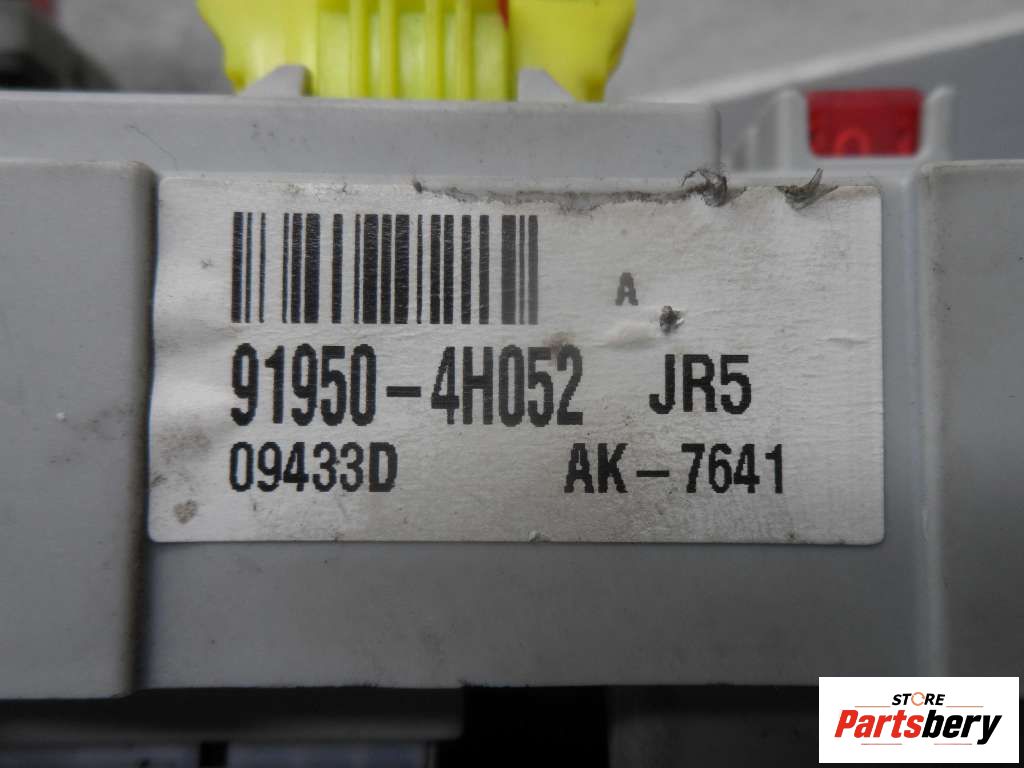 A
91950-4H052 JR5
09433D AK-7641
STORE
Partsbery